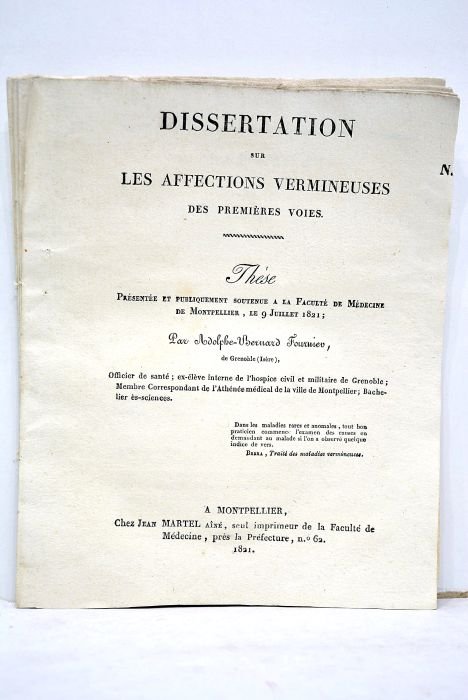 DISSERTATION
SUR
N.
LES AFFECTIONS VERMINEUSES
DES PREMIÈRES VOIES.
Thèse
PRÉSENTÉE ET PUBLIQUEMENT SOUTENUE A LA FACULTÉ DE MÉDECINE
DE MONTPELLIER, LE 9 JUILLET 1821;
Par Adolphe-Bernard Fournier,
de Grenoble (Isère),
Officier de santé; ex-élève interne de l'hospice civil et militaire de Grenoble;
Membre Correspondant de l'Athénée médical de la ville de Montpellier; Bache-
lier ès-sciences.
Dans les maladies rares et anomales, tout bon
praticien commence l'examen des causes en
demandant au malade si l'on a observé quelque
indice de vers.
BRERA, Traité des maladies vermineuses.
A MONTPELLIER,
Chez JEAN MARTEL AÎNÉ, seul imprimeur de la Faculté de
Médecine, près la Préfecture, n.º 62.
1821.